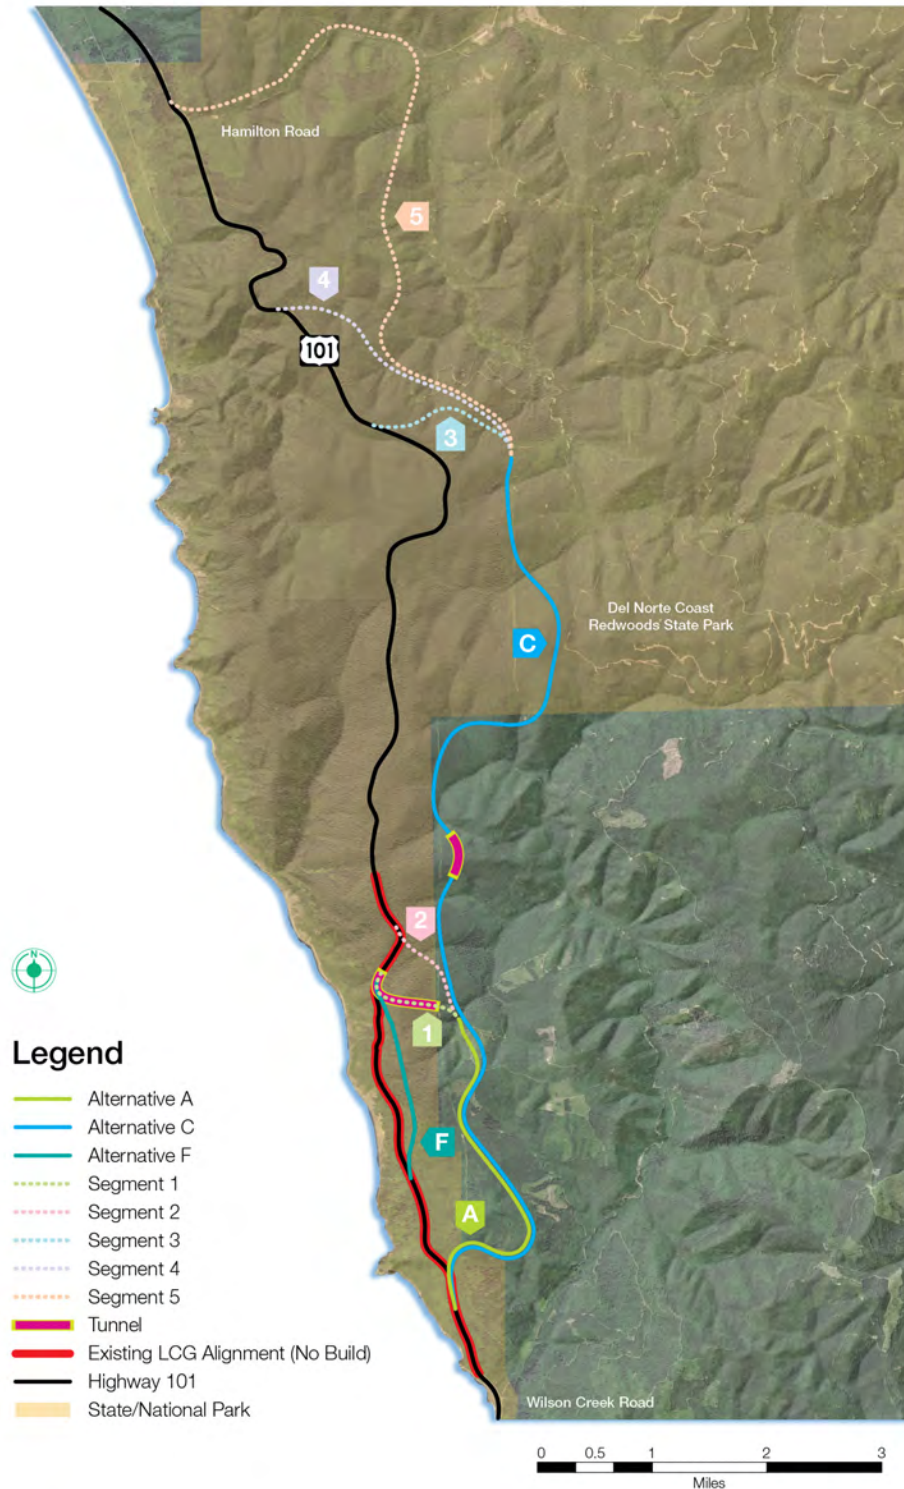 Hamilton Road
5
4
101
3
Del Norte Coast
Redwoods State Park
C
2
N
1
Legend
Alternative A
Alternative C
Alternative F
Segment 1
Segment 2
Segment 3
Segment 4
Segment 5
Tunnel
Existing LCG Alignment (No Build)
Highway 101
State/National Park
F
A
Wilson Creek Road
0 0.5 1 2 3
Miles